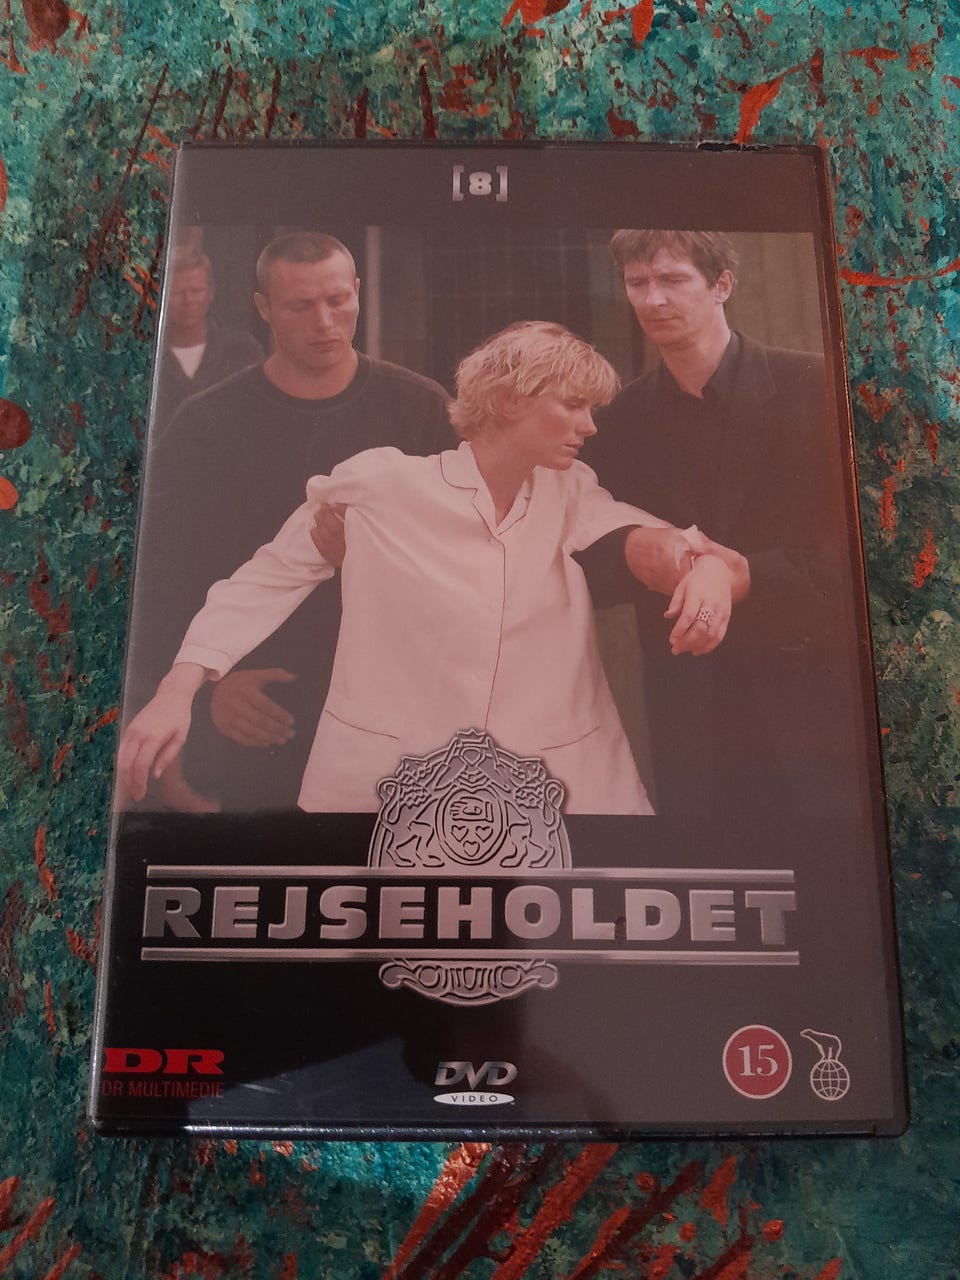 [8]
REJSEHOLDET
DR
DR MULTIMEDIE
DVD
VIDEO
15